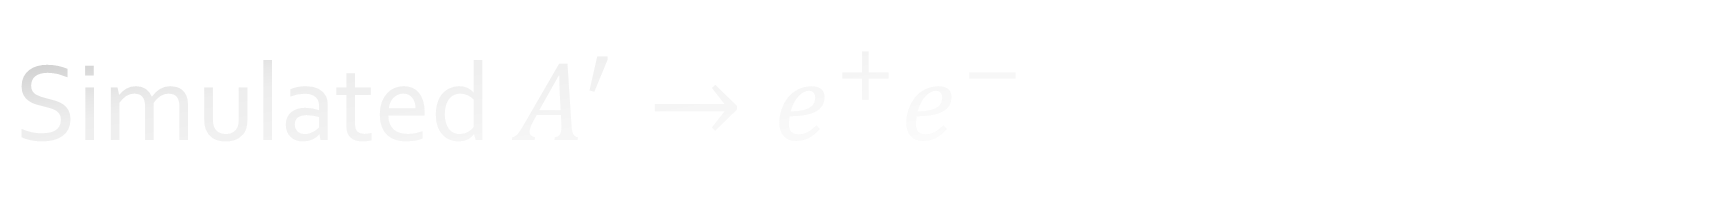 Simulated A′ → e⁺e⁻